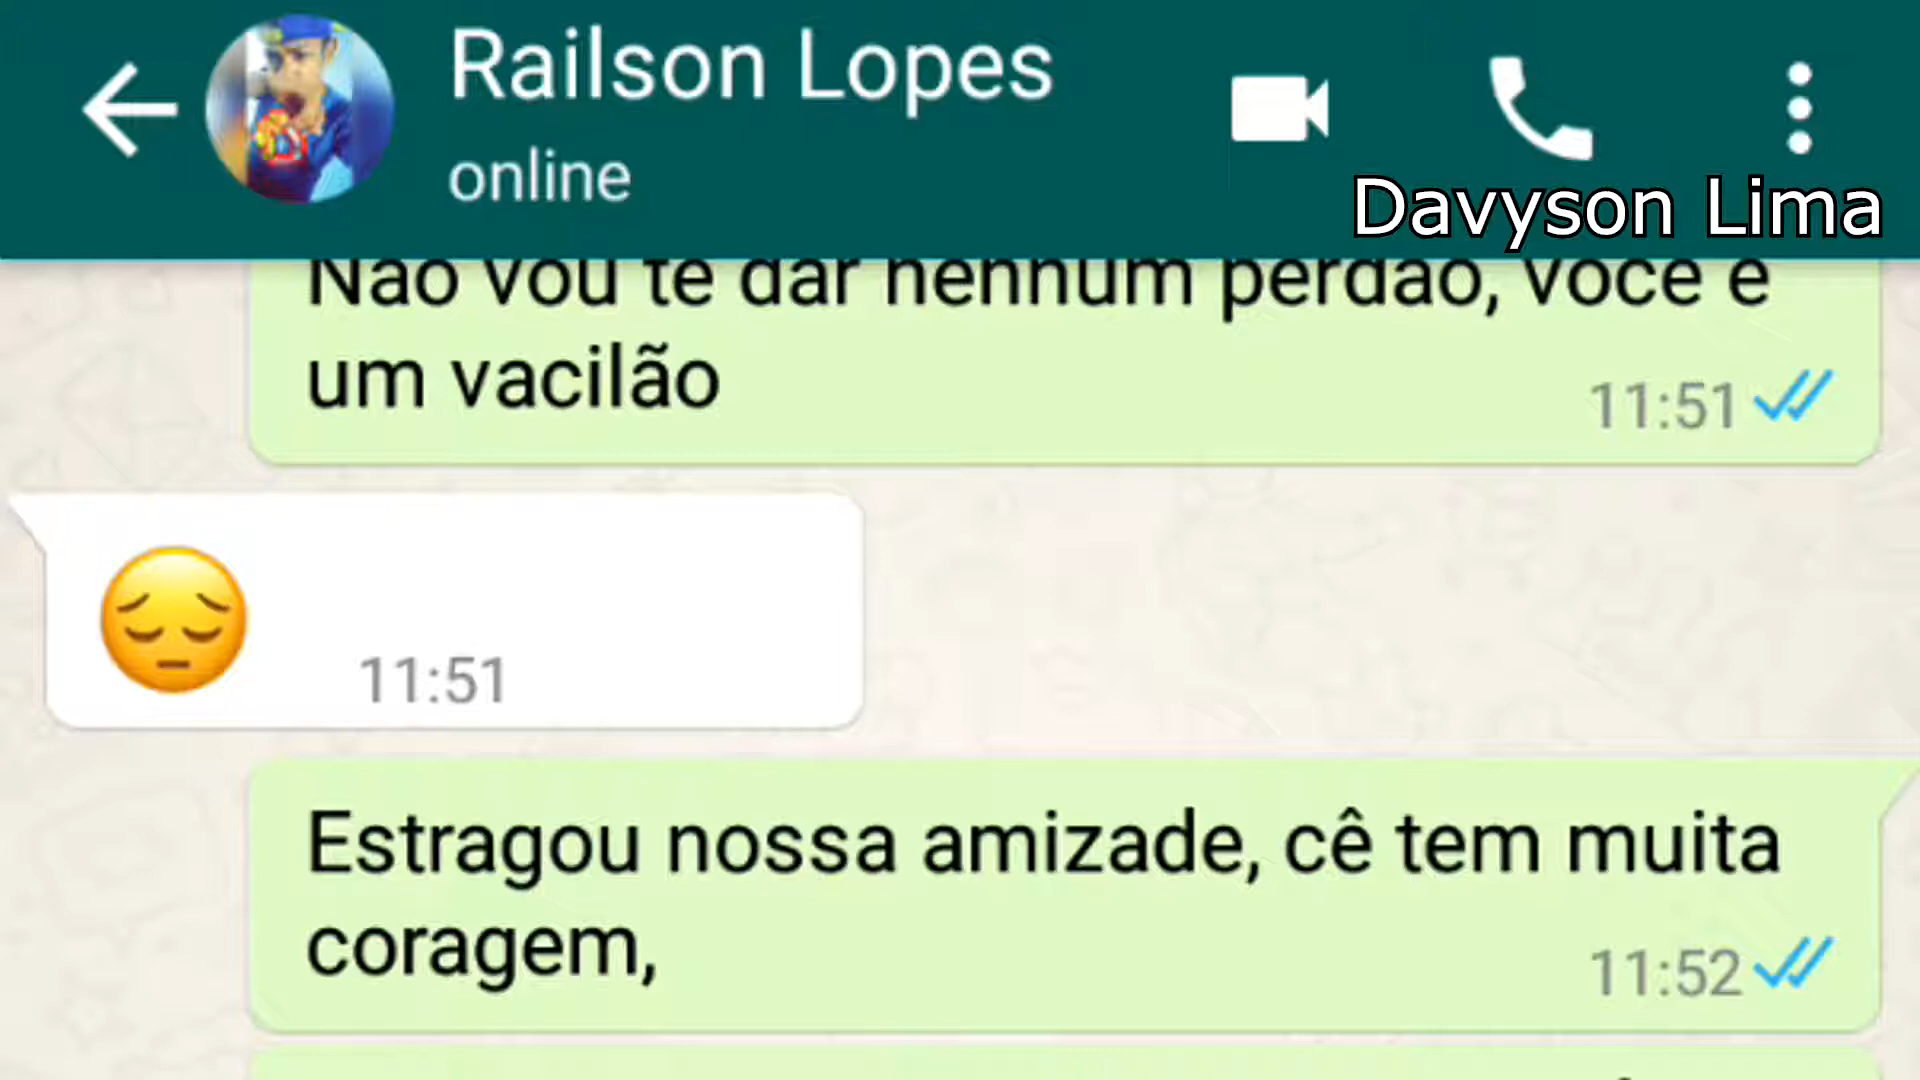 Railson Lopes
online
Davyson Lima
Não vou te dar nenhum perdão, você é
um vacilão
11:51
11:51
Estragou nossa amizade, cê tem muita
coragem,
11:52